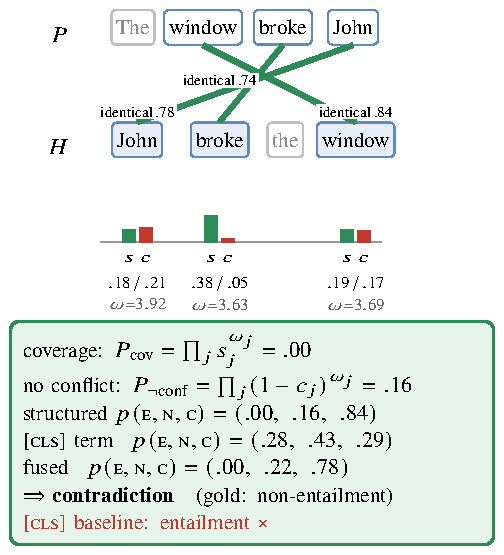 P The window broke John
identical .74
identical .78 identical .84
H John broke the window
s c s c s c
.18 / .21 .38 / .05 .19 / .17
ω=3.92 ω=3.63 ω=3.69
coverage: P_cov = ∏_j s_j^{ω_j} = .00
no conflict: P_¬conf = ∏_j (1 − c_j)^{ω_j} = .16
structured p(E, N, C) = (.00, .16, .84)
[CLS] term p(E, N, C) = (.28, .43, .29)
fused p(E, N, C) = (.00, .22, .78)
⟹ contradiction (gold: non-entailment)
[CLS] baseline: entailment ×